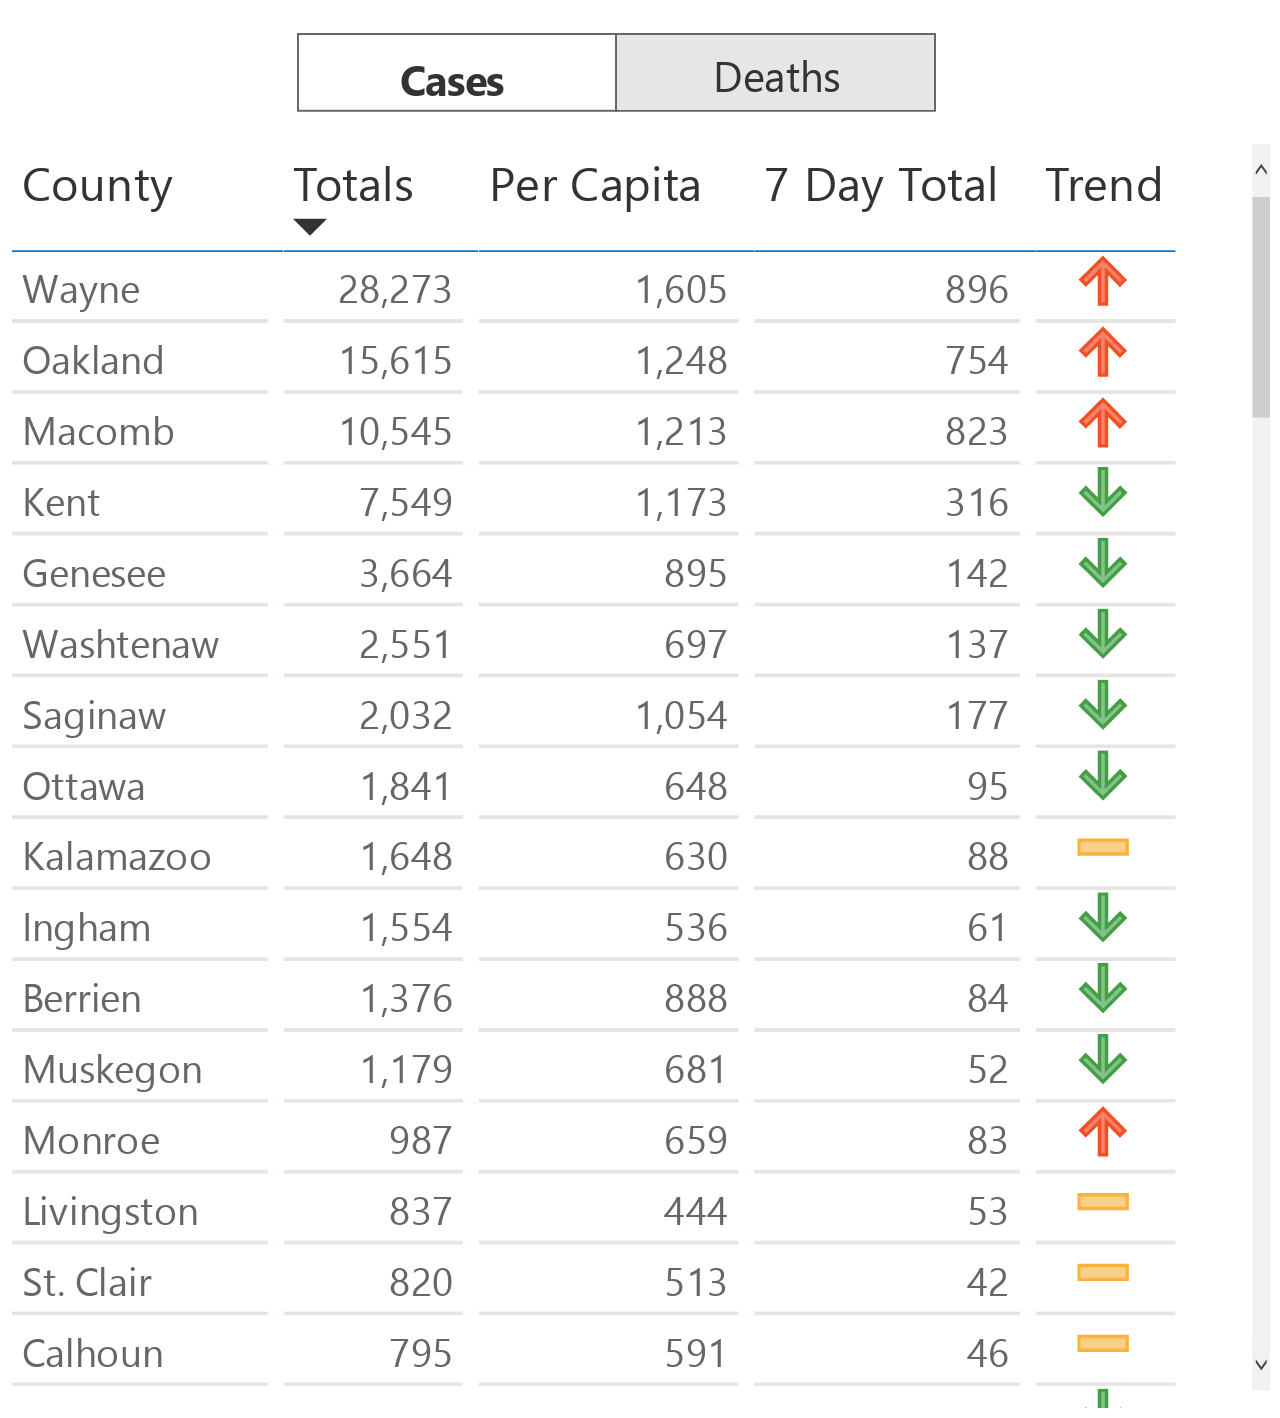 Cases Deaths
County Totals Per Capita 7 Day Total Trend
Wayne 28,273 1,605 896
Oakland 15,615 1,248 754
Macomb 10,545 1,213 823
Kent 7,549 1,173 316
Genesee 3,664 895 142
Washtenaw 2,551 697 137
Saginaw 2,032 1,054 177
Ottawa 1,841 648 95
Kalamazoo 1,648 630 88
Ingham 1,554 536 61
Berrien 1,376 888 84
Muskegon 1,179 681 52
Monroe 987 659 83
Livingston 837 444 53
St. Clair 820 513 42
Calhoun 795 591 46